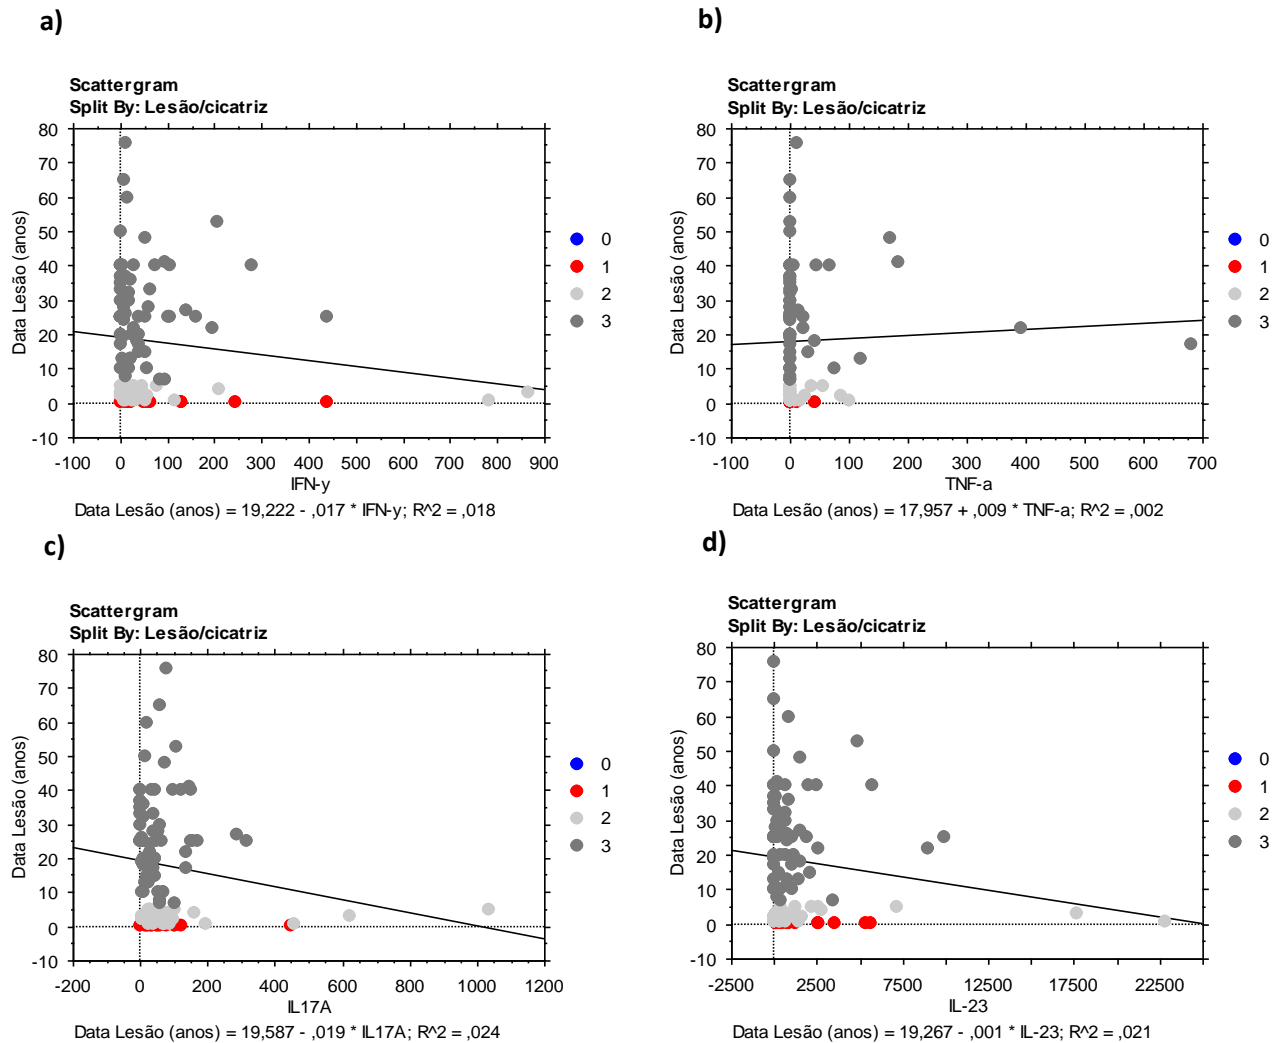 a)
Scattergram
Split By: Lesão/cicatriz
Data Lesão (anos)
80
70
60
50
40
30
20
10
0
-10
-100 0 100 200 300 400 500 600 700 800 900
IFN-y
0
1
2
3
Data Lesão (anos) = 19,222 - ,017 * IFN-y; R^2 = ,018
b)
Scattergram
Split By: Lesão/cicatriz
Data Lesão (anos)
80
70
60
50
40
30
20
10
0
-10
-100 0 100 200 300 400 500 600 700
TNF-a
0
1
2
3
Data Lesão (anos) = 17,957 + ,009 * TNF-a; R^2 = ,002
c)
Scattergram
Split By: Lesão/cicatriz
Data Lesão (anos)
80
70
60
50
40
30
20
10
0
-10
-200 0 200 400 600 800 1000 1200
IL17A
0
1
2
3
Data Lesão (anos) = 19,587 - ,019 * IL17A; R^2 = ,024
d)
Scattergram
Split By: Lesão/cicatriz
Data Lesão (anos)
80
70
60
50
40
30
20
10
0
-10
-2500 0 2500 7500 12500 17500 22500
IL-23
0
1
2
3
Data Lesão (anos) = 19,267 - ,001 * IL-23; R^2 = ,021